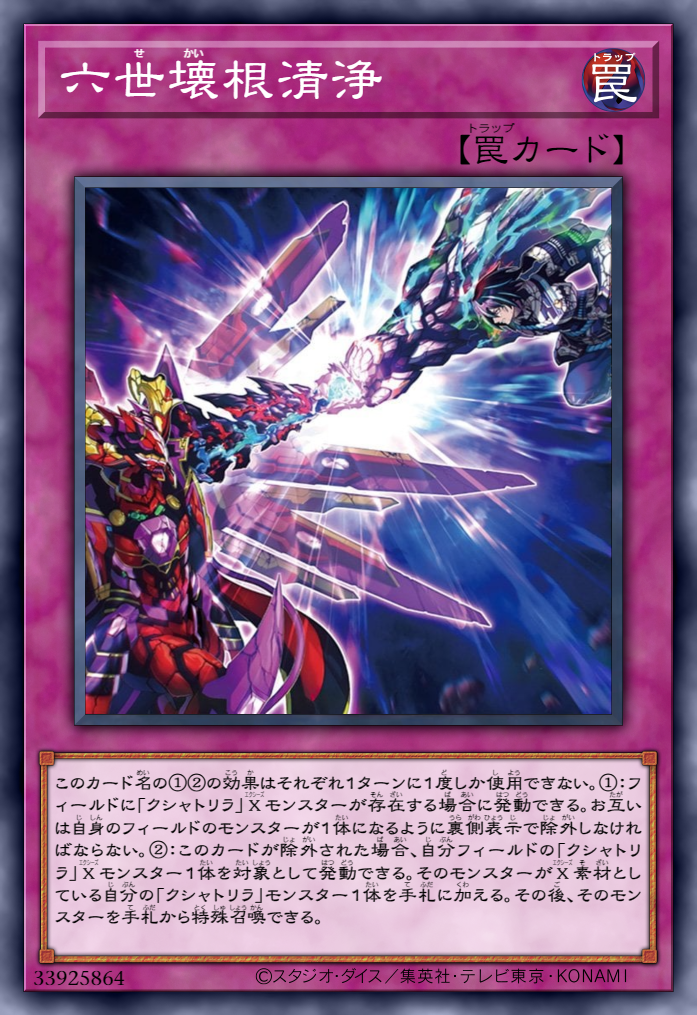 六世壊根清浄
罠
【罠カード】
このカード名の①②の効果はそれぞれ1ターンに1度しか使用できない。①:フ
ィールドに「クシャトリラ」Xモンスターが存在する場合に発動できる。お互い
は自身のフィールドのモンスターが1体になるように裏側表示で除外しなけれ
ばならない。②:このカードが除外された場合、自分フィールドの「クシャトリ
ラ」Xモンスター1体を対象として発動できる。そのモンスターがX素材とし
ている自分の「クシャトリラ」モンスター1体を手札に加える。その後、そのモン
スターを手札から特殊召喚できる。
33925864 ©スタジオ・ダイス／集英社・テレビ東京・KONAMI